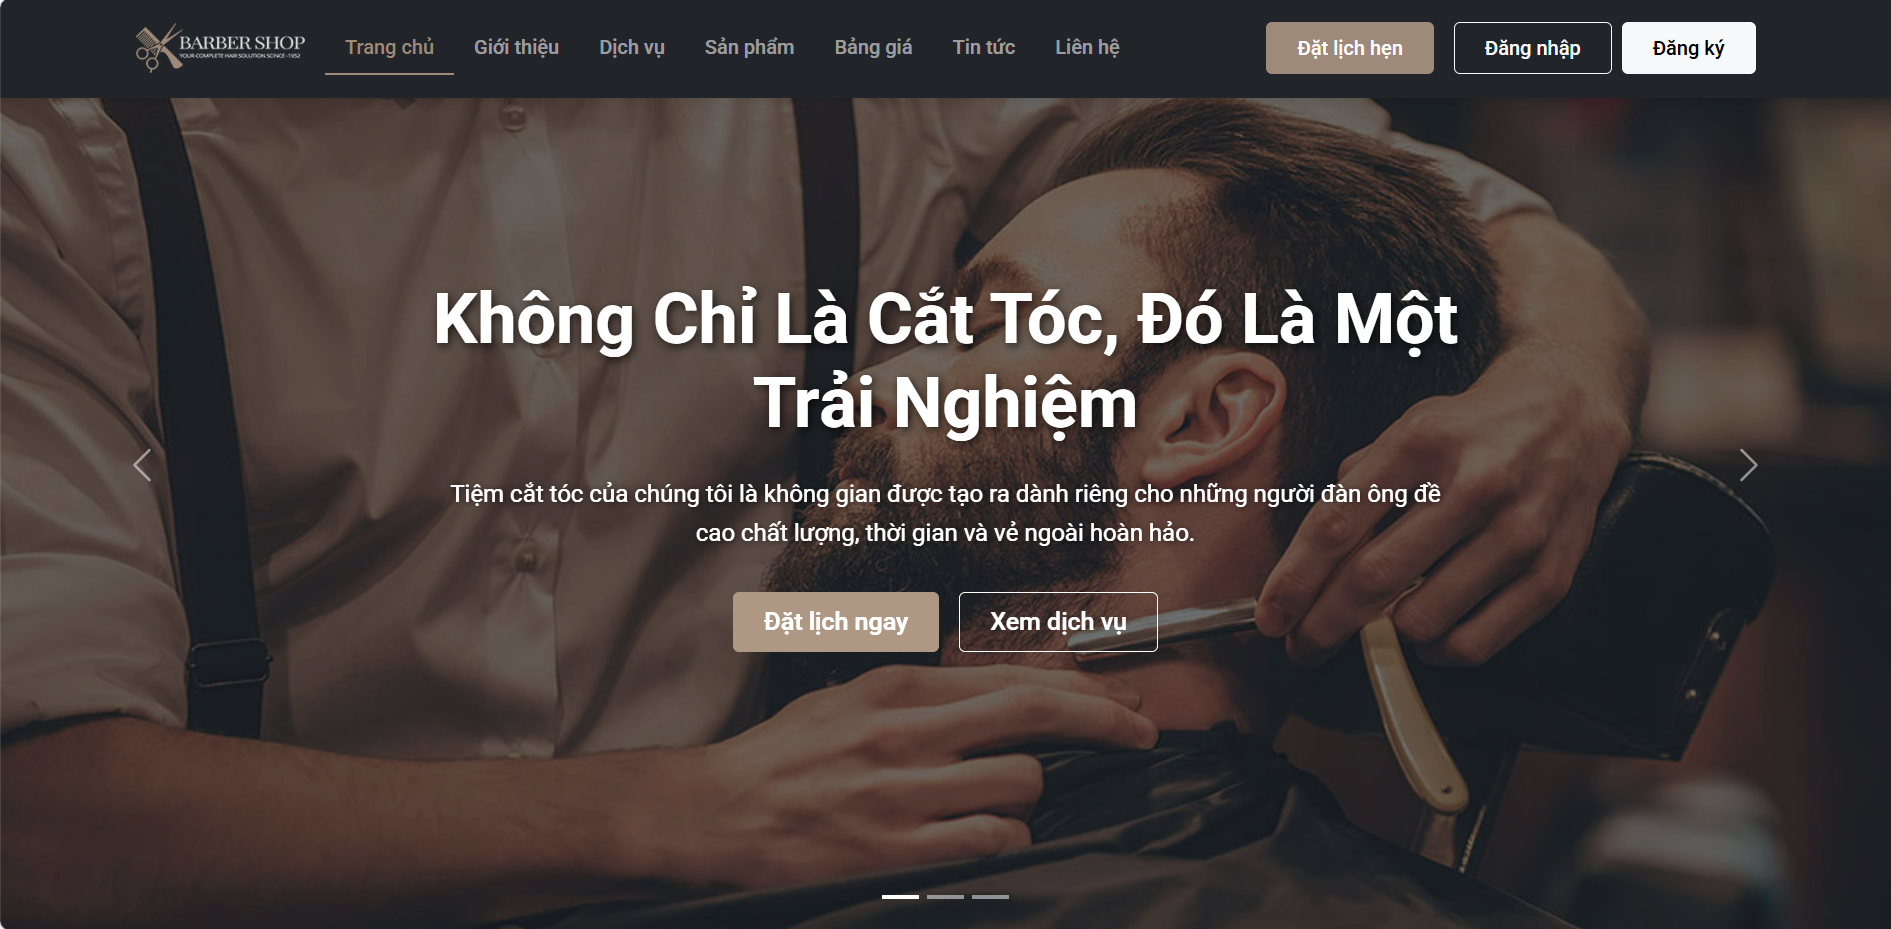 BARBER SHOP
YOUR COMPLETE HAIR SOLUTION SCINCE -1952
Trang chủ
Giới thiệu
Dịch vụ
Sản phẩm
Bảng giá
Tin tức
Liên hệ
Đặt lịch hẹn
Đăng nhập
Đăng ký
Không Chỉ Là Cắt Tóc, Đó Là Một
Trải Nghiệm
Tiệm cắt tóc của chúng tôi là không gian được tạo ra dành riêng cho những người đàn ông đề
cao chất lượng, thời gian và vẻ ngoài hoàn hảo.
Đặt lịch ngay
Xem dịch vụ